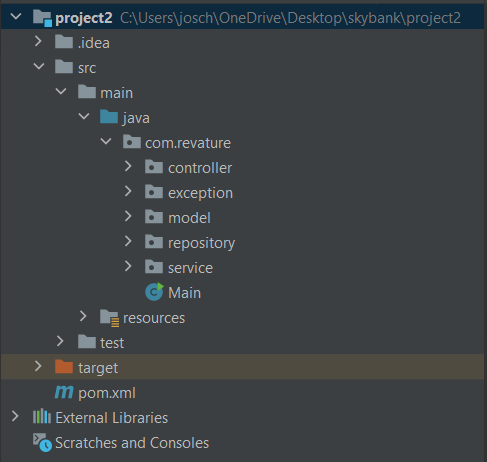 project2 C:\Users\josch\OneDrive\Desktop\skybank\project2
.idea
src
main
java
com.revature
controller
exception
model
repository
service
Main
resources
test
target
pom.xml
External Libraries
Scratches and Consoles